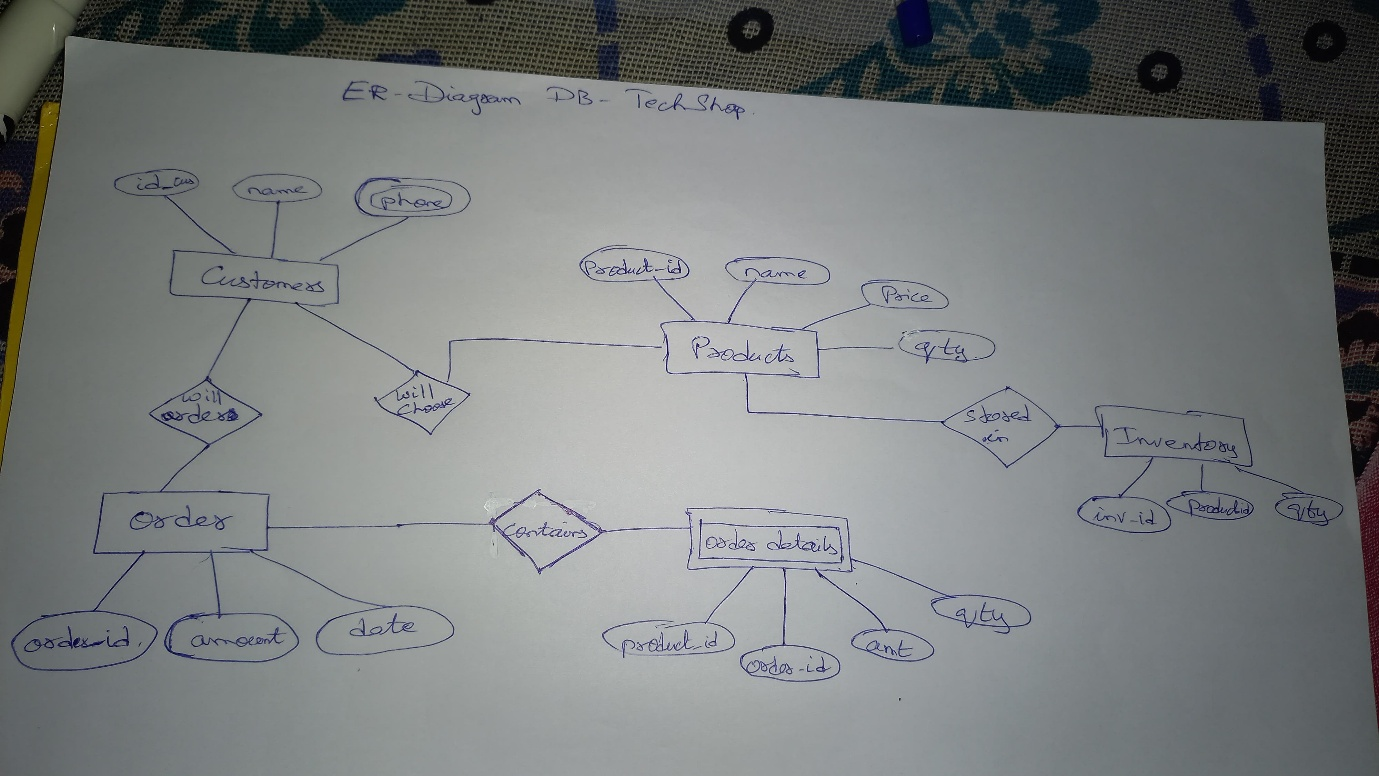 ER-Diagram DB- TechShop.
id_cus
name
phone
Customers
Product-id
name
Price
Products
qty
will
orders
will
choose
stored
in
Inventory
inv-id
productid
qty
order
contains
order details
order-id.
amount
date
product_id
order-id
amt
qty